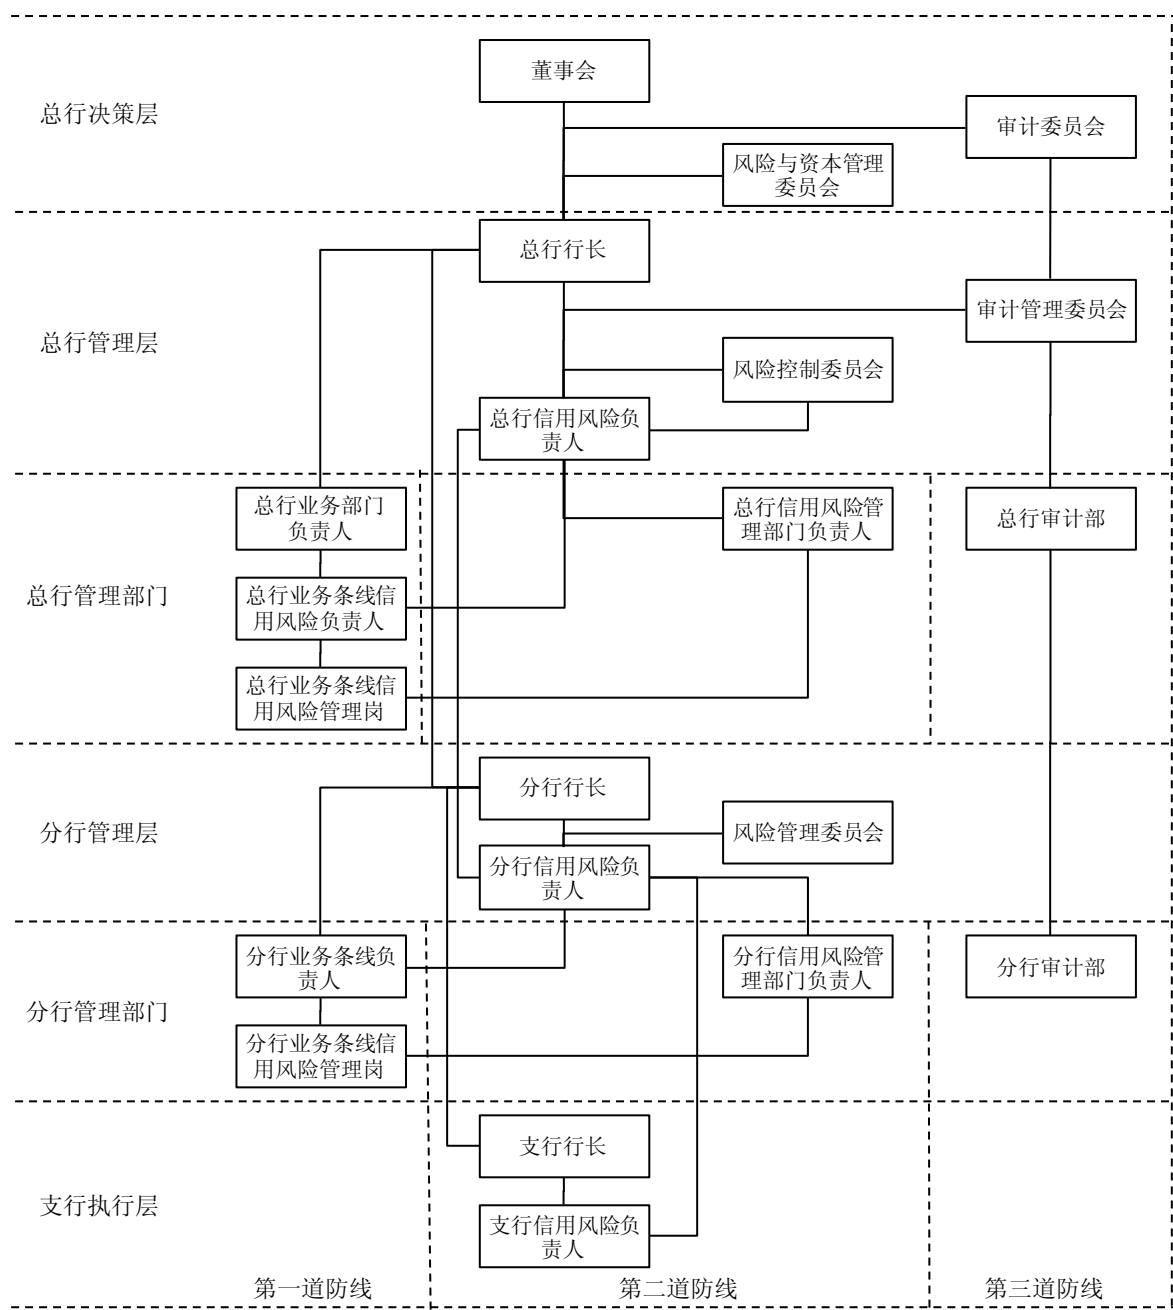 董事会
总行决策层
审计委员会
风险与资本管理
委员会
总行行长
审计管理委员会
总行管理层
风险控制委员会
总行信用风险负
责人
总行业务部门
负责人
总行信用风险管
理部门负责人
总行审计部
总行管理部门
总行业务条线信
用风险负责人
总行业务条线信
用风险管理岗
分行行长
分行管理层
风险管理委员会
分行信用风险负
责人
分行业务条线负
责人
分行信用风险管
理部门负责人
分行审计部
分行管理部门
分行业务条线信
用风险管理岗
支行行长
支行执行层
支行信用风险负
责人
第一道防线
第二道防线
第三道防线